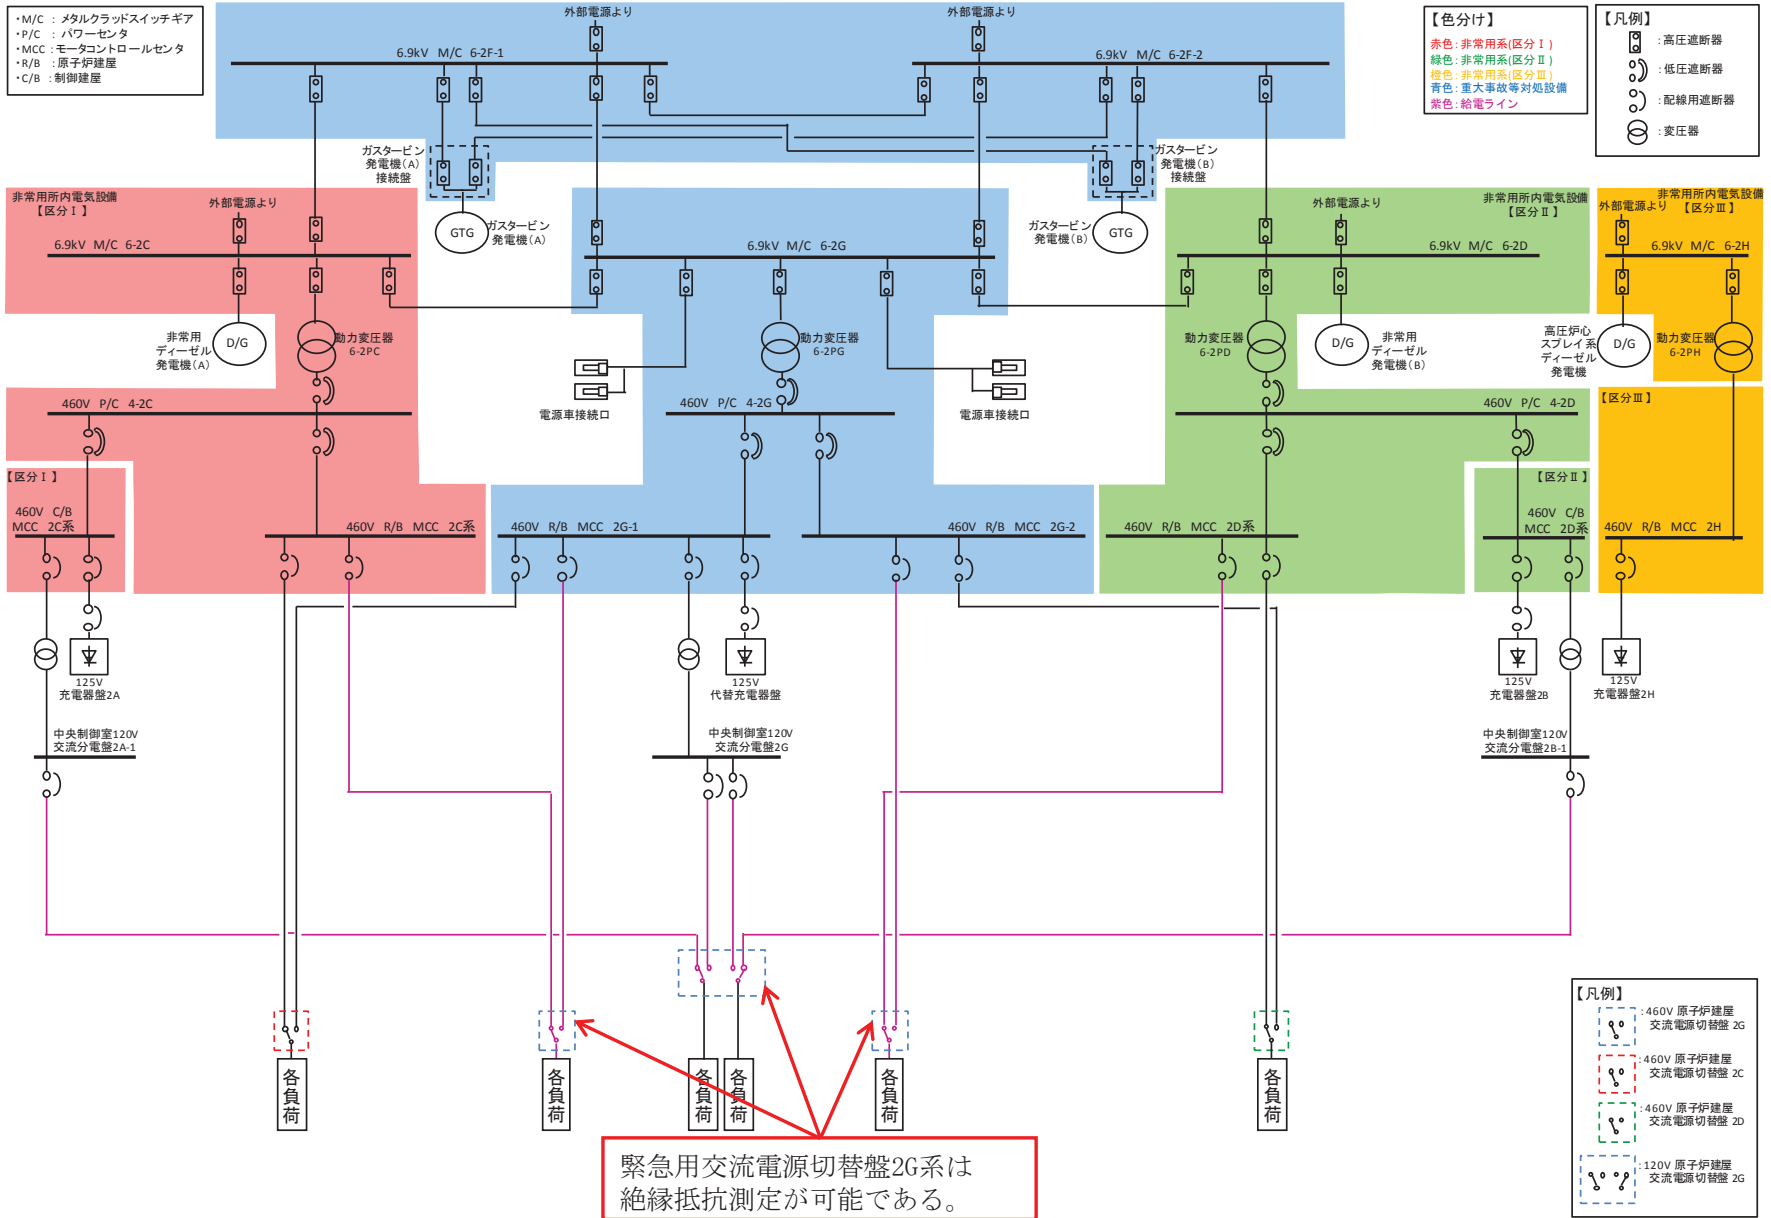 ・M/C ： メタルクラッドスイッチギア
・P/C ： パワーセンタ
・MCC ： モータコントロールセンタ
・R/B ： 原子炉建屋
・C/B ： 制御建屋
外部電源より
外部電源より
【色分け】
赤色：非常用系(区分Ⅰ)
緑色：非常用系(区分Ⅱ)
橙色：非常用系(区分Ⅲ)
青色：重大事故等対処設備
紫色：給電ライン
【凡例】
：高圧遮断器
：低圧遮断器
：配線用遮断器
：変圧器
6.9kV M/C 6-2F-1
6.9kV M/C 6-2F-2
ガスタービン
発電機(A)
接続盤
ガスタービン
発電機(B)
接続盤
GTG
ガスタービン
発電機(A)
ガスタービン
発電機(B)
GTG
非常用所内電気設備
【区分Ⅰ】
外部電源より
6.9kV M/C 6-2C
6.9kV M/C 6-2G
外部電源より
非常用所内電気設備
【区分Ⅱ】
6.9kV M/C 6-2D
非常用所内電気設備
【区分Ⅲ】
外部電源より
6.9kV M/C 6-2H
非常用
ディーゼル
発電機(A)
D/G
動力変圧器
6-2PC
動力変圧器
6-2PG
動力変圧器
6-2PD
D/G
非常用
ディーゼル
発電機(B)
高圧炉心
スプレイ系
ディーゼル
発電機
D/G
動力変圧器
6-2PH
電源車接続口
電源車接続口
460V P/C 4-2C
460V P/C 4-2G
460V P/C 4-2D
【区分Ⅲ】
【区分Ⅰ】
460V C/B
MCC 2C系
460V R/B MCC 2C系
460V R/B MCC 2G-1
460V R/B MCC 2G-2
460V R/B MCC 2D系
【区分Ⅱ】
460V C/B
MCC 2D系
460V R/B MCC 2H
125V
充電器盤2A
125V
代替充電器盤
125V
充電器盤2B
125V
充電器盤2H
中央制御室120V
交流分電盤2A-1
中央制御室120V
交流分電盤2G
中央制御室120V
交流分電盤2B-1
各負荷
各負荷
各負荷
各負荷
各負荷
各負荷
【凡例】
：460V 原子炉建屋
交流電源切替盤 2G
：460V 原子炉建屋
交流電源切替盤 2C
：460V 原子炉建屋
交流電源切替盤 2D
：120V 原子炉建屋
交流電源切替盤 2G
緊急用交流電源切替盤2G系は
絶縁抵抗測定が可能である。